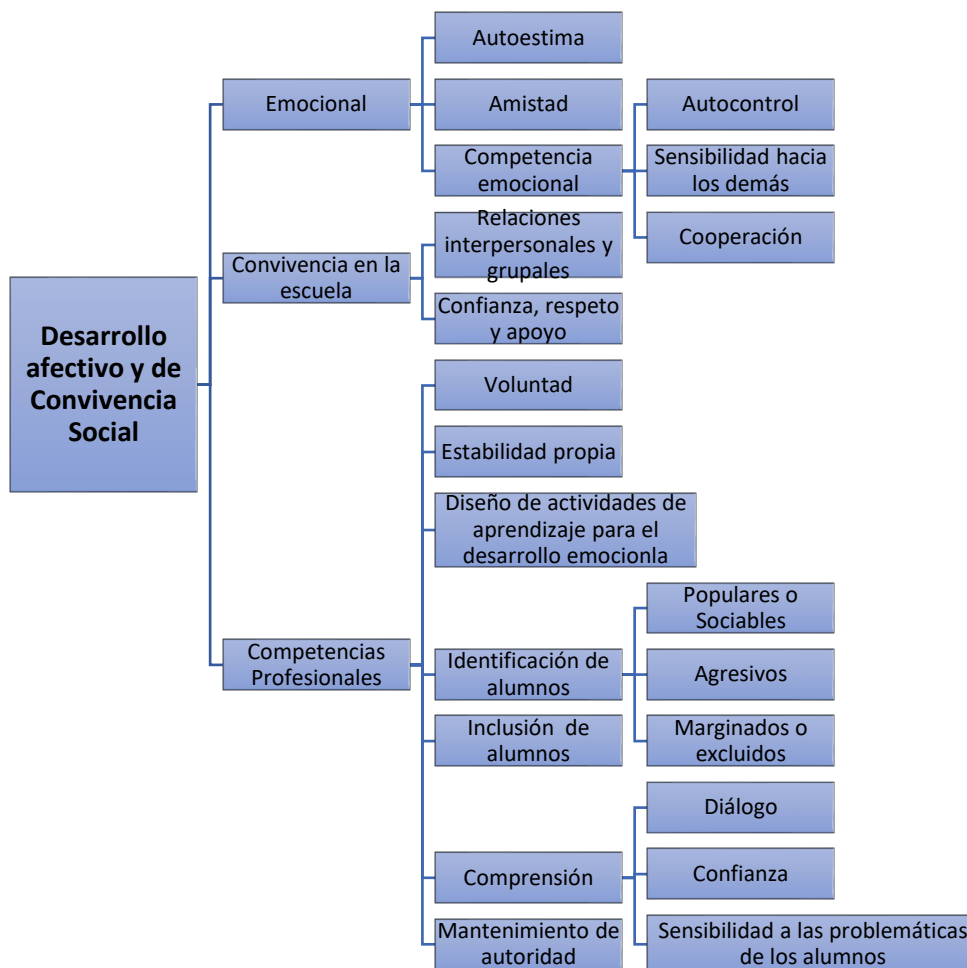 Desarrollo
afectivo y de
Convivencia
Social
Emocional
Autoestima
Amistad
Competencia
emocional
Autocontrol
Sensibilidad hacia
los demás
Cooperación
Convivencia en la
escuela
Relaciones
interpersonales y
grupales
Confianza, respeto
y apoyo
Competencias
Profesionales
Voluntad
Estabilidad propia
Diseño de actividades de
aprendizaje para el
desarrollo emocionla
Identificación de
alumnos
Populares o
Sociables
Agresivos
Marginados o
excluidos
Inclusión de
alumnos
Comprensión
Diálogo
Confianza
Sensibilidad a las problemáticas
de los alumnos
Mantenimiento de
autoridad